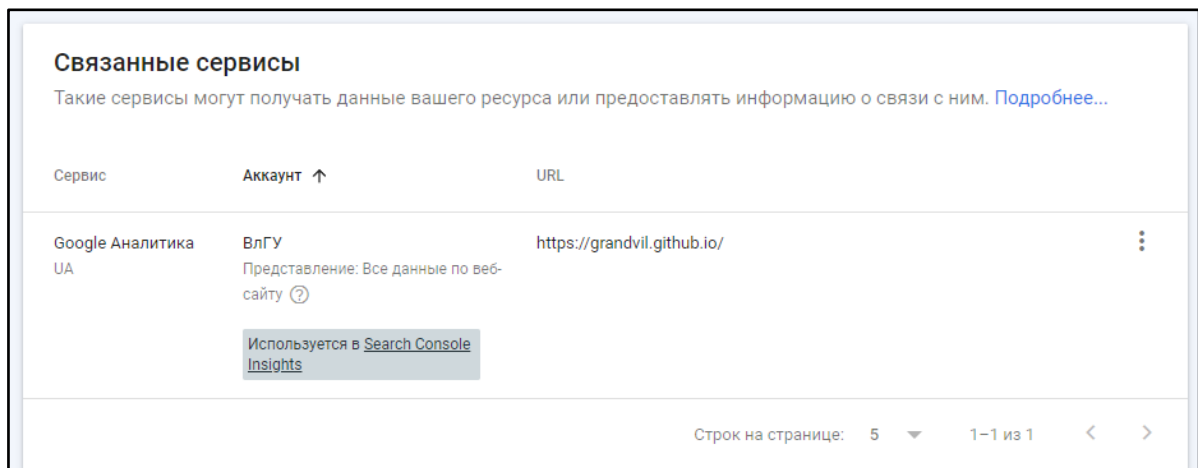 Связанные сервисы
Такие сервисы могут получать данные вашего ресурса или предоставлять информацию о связи с ним. Подробнее...
Сервис Аккаунт ↑ URL
Google Аналитика ВлГУ https://grandvil.github.io/
UA Представление: Все данные по веб-
сайту ?
Используется в Search Console
Insights
Строк на странице: 5 1–1 из 1